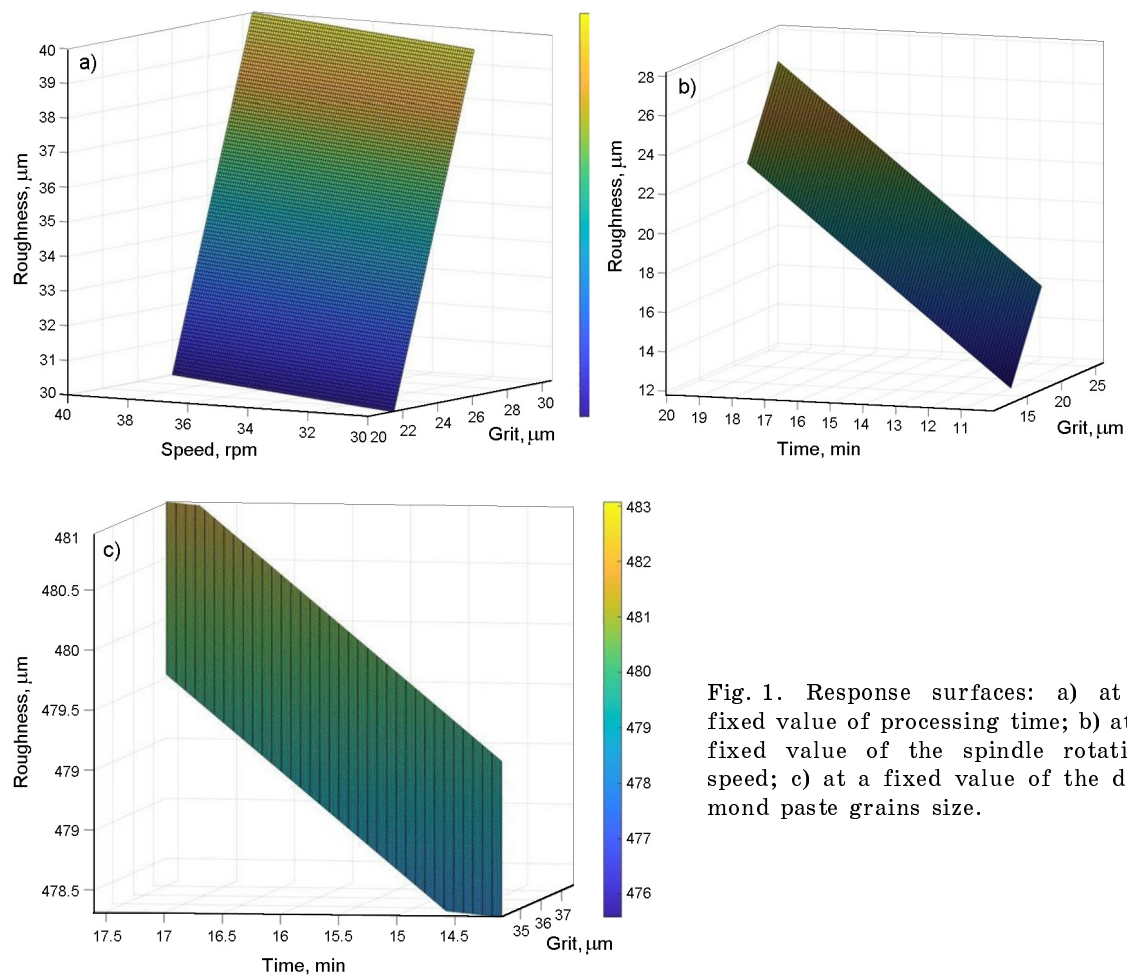 a)
40
39
38
37
36
35
34
33
32
31
30
Roughness, μm
40 38 36 34 32 30
Speed, rpm
20 22 24 26 28 30
Grit, μm
b)
28
26
24
22
20
18
16
14
12
Roughness, μm
20 19 18 17 16 15 14 13 12 11
Time, min
15 20 25
Grit, μm
c)
481
480.5
480
479.5
479
479
478.5
Roughness, μm
17.5 17 16 16 15 14.5
Time, min
35 36 37
Grit, μm
483
482
481
480
479
478
477
476
Fig. 1. Response surfaces: a) at
fixed value of processing time; b) at
fixed value of the spindle rotati
speed; c) at a fixed value of the d
mond paste grains size.